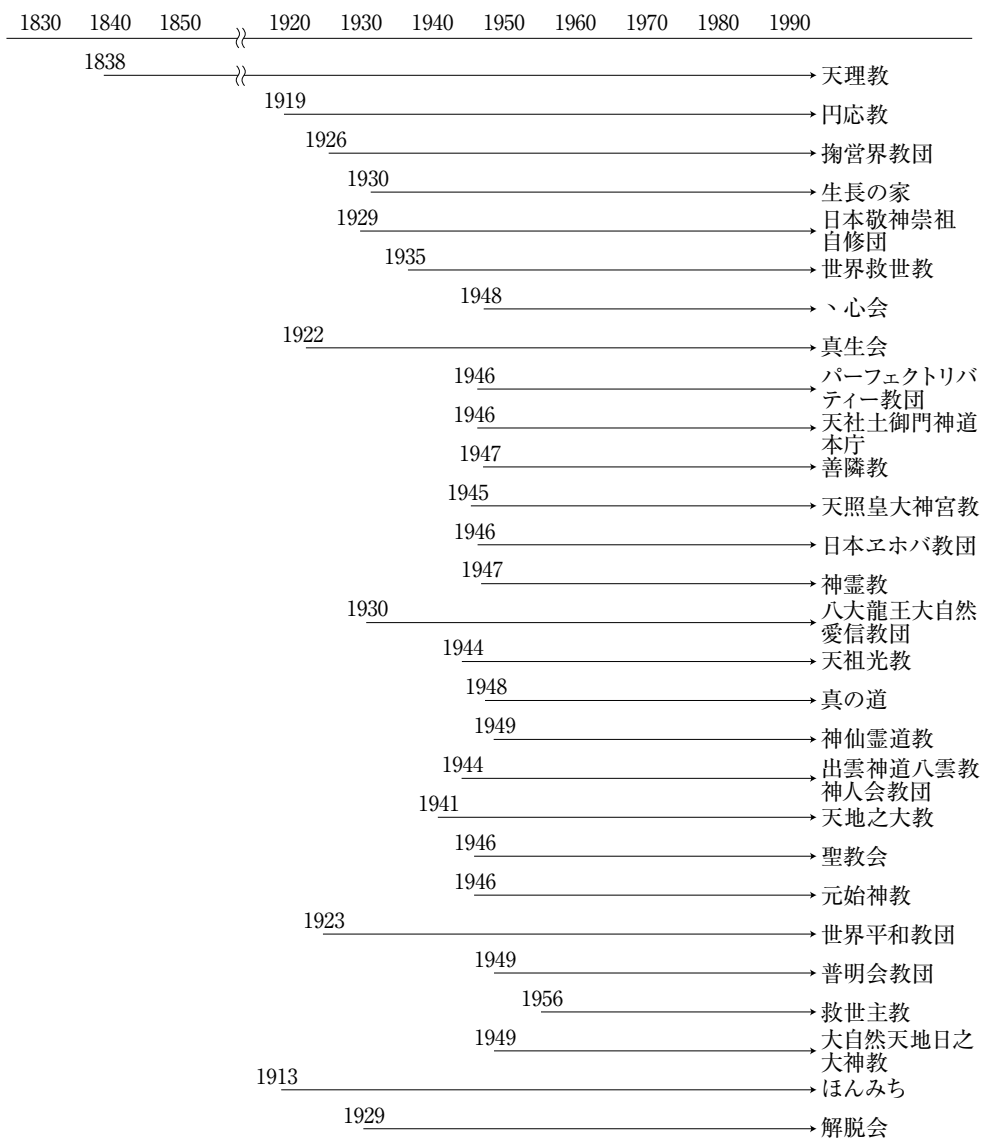 1830 1840 1850 1920 1930 1940 1950 1960 1970 1980 1990
1838
天理教
1919
円応教
1926
掬営界教団
1930
生長の家
1929
日本敬神崇祖
自修団
1935
世界救世教
1948
丶心会
1922
真生会
1946
パーフェクトリバ
ティー教団
1946
天社土御門神道
本庁
1947
善隣教
1945
天照皇大神宮教
1946
日本ヱホバ教団
1947
神霊教
1930
八大龍王大自然
愛信教団
1944
天祖光教
1948
真の道
1949
神仙霊道教
1944
出雲神道八雲教
神人会教団
1941
天地之大教
1946
聖教会
1946
元始神教
1923
世界平和教団
1949
普明会教団
1956
救世主教
1949
大自然天地日之
大神教
1913
ほんみち
1929
解脱会